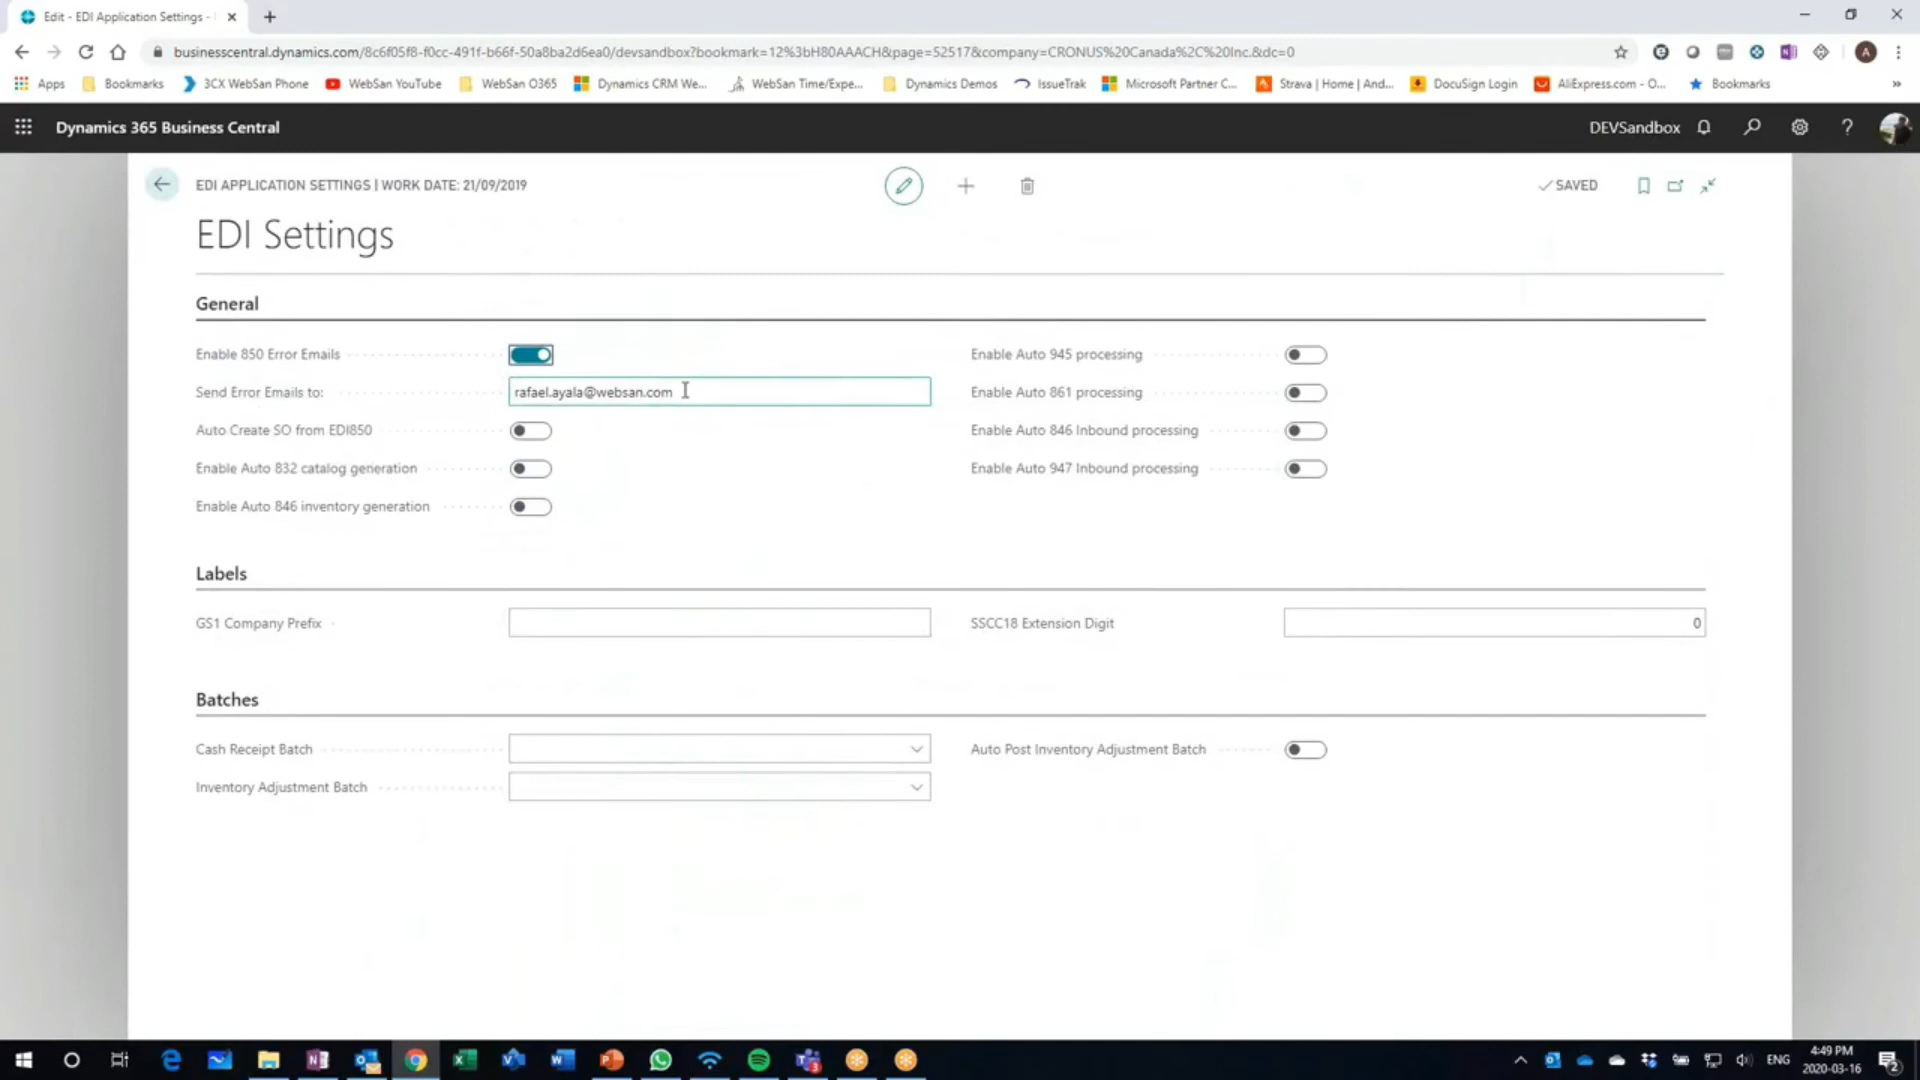 Edit - EDI Application Settings -
businesscentral.dynamics.com/8c6f05f8-f0cc-491f-b66f-50a8ba2d6ea0/devsandbox?bookmark=12%3bH80AAACH&page=52517&company=CRONUS%20Canada%2C%20Inc.&dc=0
Apps Bookmarks 3CX WebSan Phone WebSan YouTube WebSan O365 Dynamics CRM We... WebSan Time/Expe... Dynamics Demos IssueTrak Microsoft Partner C... Strava | Home | And... DocuSign Login AliExpress.com - O... Bookmarks »
Dynamics 365 Business Central DEVSandbox
EDI APPLICATION SETTINGS | WORK DATE: 21/09/2019 SAVED
EDI Settings
General
Enable 850 Error Emails Enable Auto 945 processing
Send Error Emails to: rafael.ayala@websan.com Enable Auto 861 processing
Auto Create SO from EDI850 Enable Auto 846 Inbound processing
Enable Auto 832 catalog generation Enable Auto 947 Inbound processing
Enable Auto 846 inventory generation
Labels
GS1 Company Prefix SSCC18 Extension Digit 0
Batches
Cash Receipt Batch Auto Post Inventory Adjustment Batch
Inventory Adjustment Batch
ENG 4:49 PM
2020-03-16